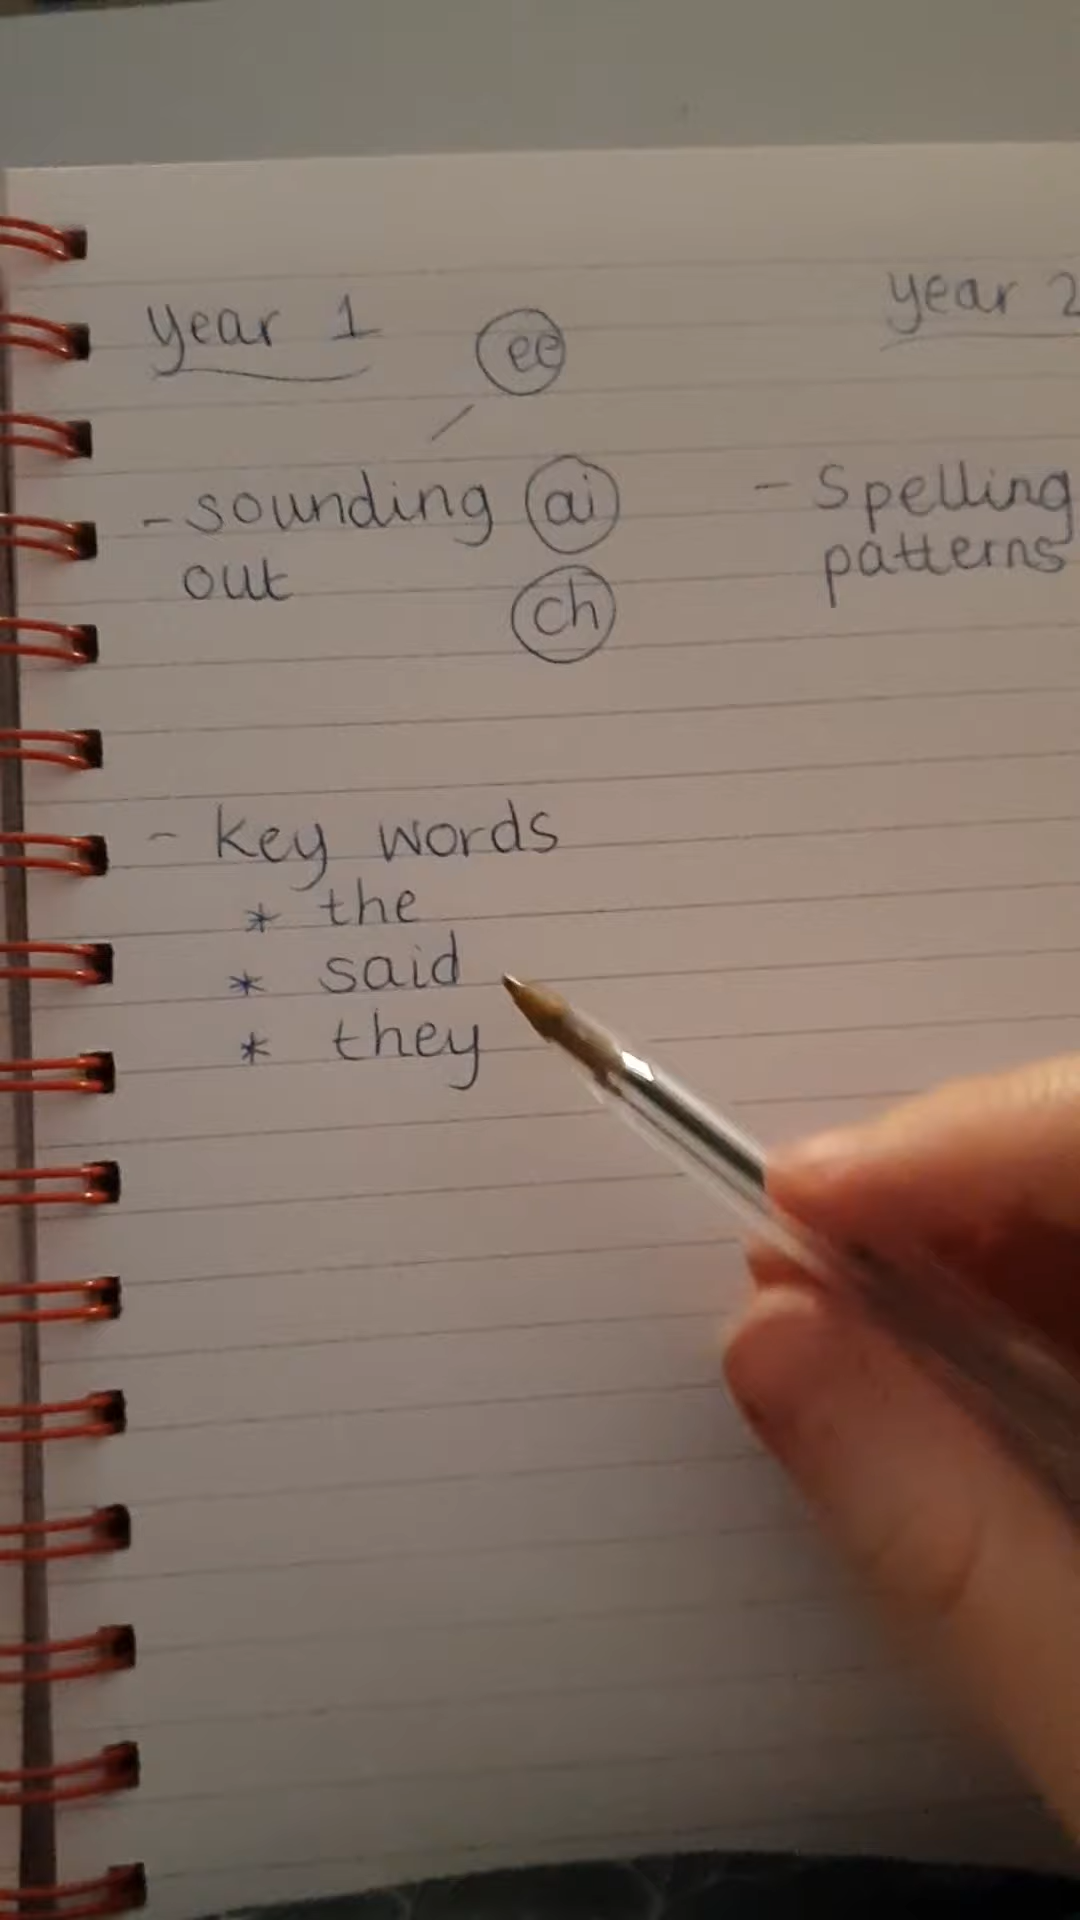 year 1
ee
year 2
- sounding ai
out
ch
- Spelling
patterns
- key words
* the
* said
* they